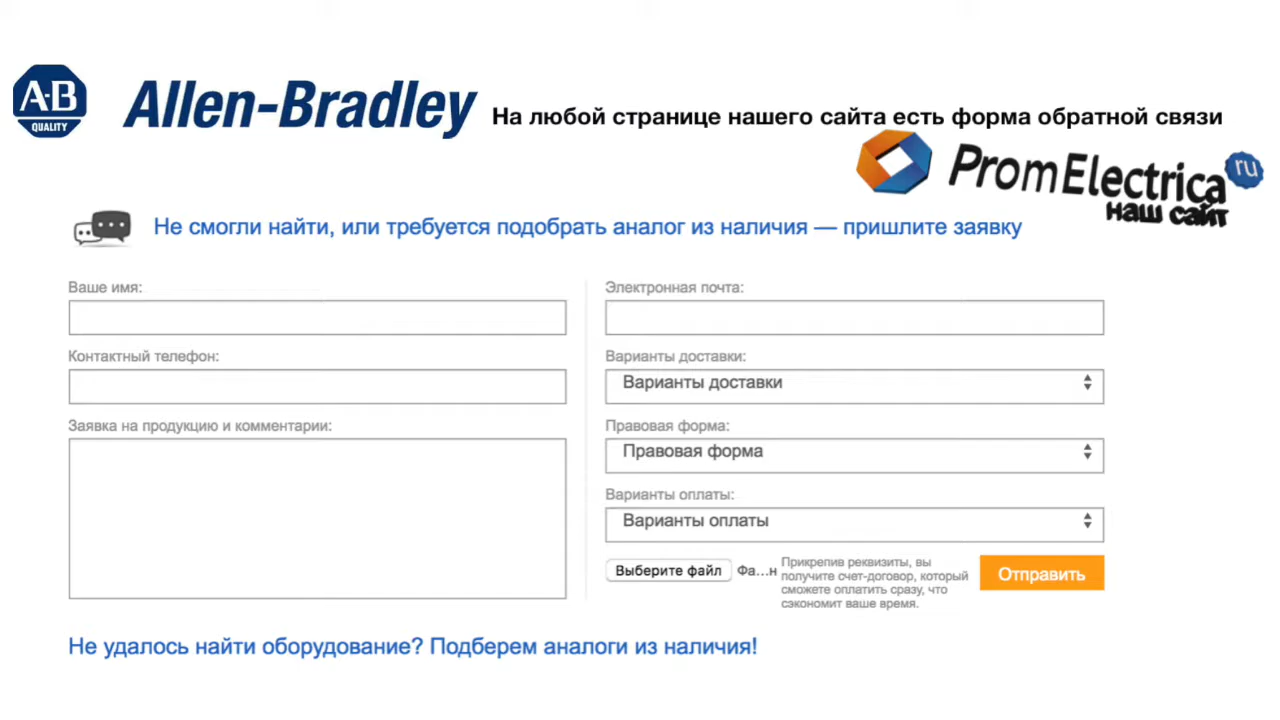 A-B
QUALITY
Allen-Bradley
На любой странице нашего сайта есть форма обратной связи
PromElectrica ru
наш сайт
Не смогли найти, или требуется подобрать аналог из наличия — пришлите заявку
Ваше имя:
Электронная почта:
Контактный телефон:
Варианты доставки:
Варианты доставки
Заявка на продукцию и комментарии:
Правовая форма:
Правовая форма
Варианты оплаты:
Варианты оплаты
Выберите файл Фа...н
Прикрепив реквизиты, вы
получите счет-договор, который
сможете оплатить сразу, что
сэкономит ваше время.
Отправить
Не удалось найти оборудование? Подберем аналоги из наличия!